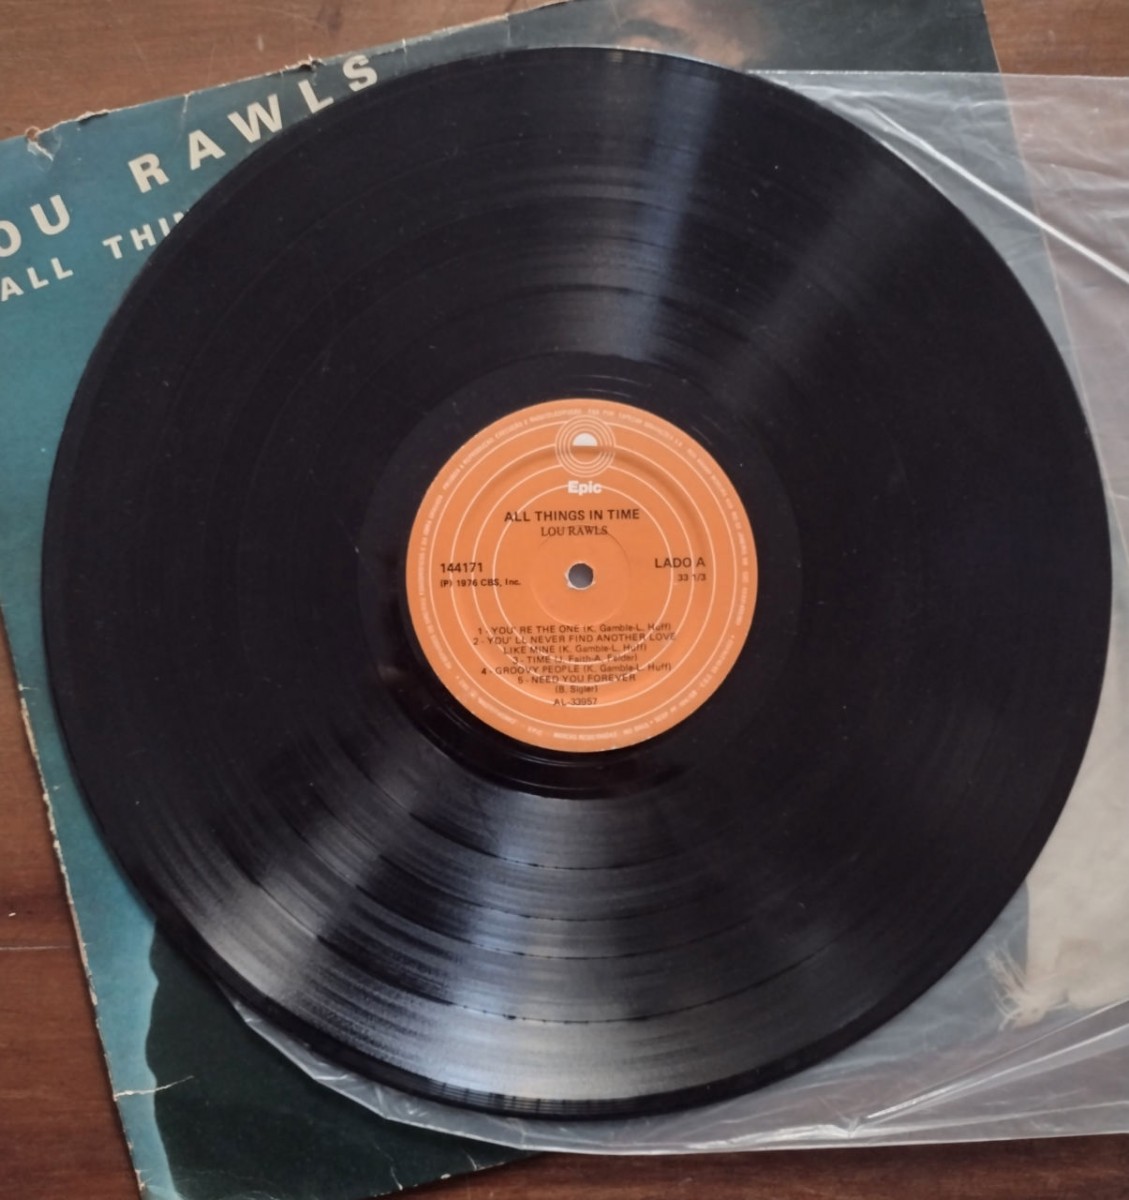 OU RAWLS
ALL THIN
Epic
ALL THINGS IN TIME
LOU RAWLS
144171
(P) 1976 CBS, Inc.
LADO A
33 1/3
1 - YOU' RE THE ONE (K. Gamble-L. Huff)
2 - YOU' LL NEVER FIND ANOTHER LOVE
LIKE MINE (K. Gamble-L. Huff)
3 - TIME (J. Faith-A. Felder)
4 - GROOVY PEOPLE (K. Gamble-L. Huff)
5 - NEED YOU FOREVER
(B. Sigler)
AL-33957